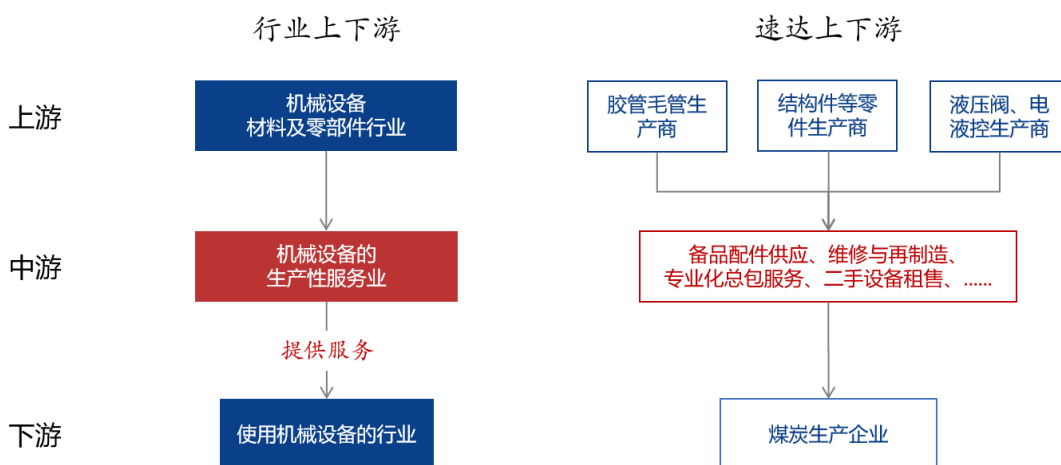 行业上下游
速达上下游
上游
机械设备
材料及零部件行业
胶管毛管生
产商
结构件等零
件生产商
液压阀、电
液控生产商
中游
机械设备的
生产性服务业
备品配件供应、维修与再制造、
专业化总包服务、二手设备租售、......
提供服务
下游
使用机械设备的行业
煤炭生产企业